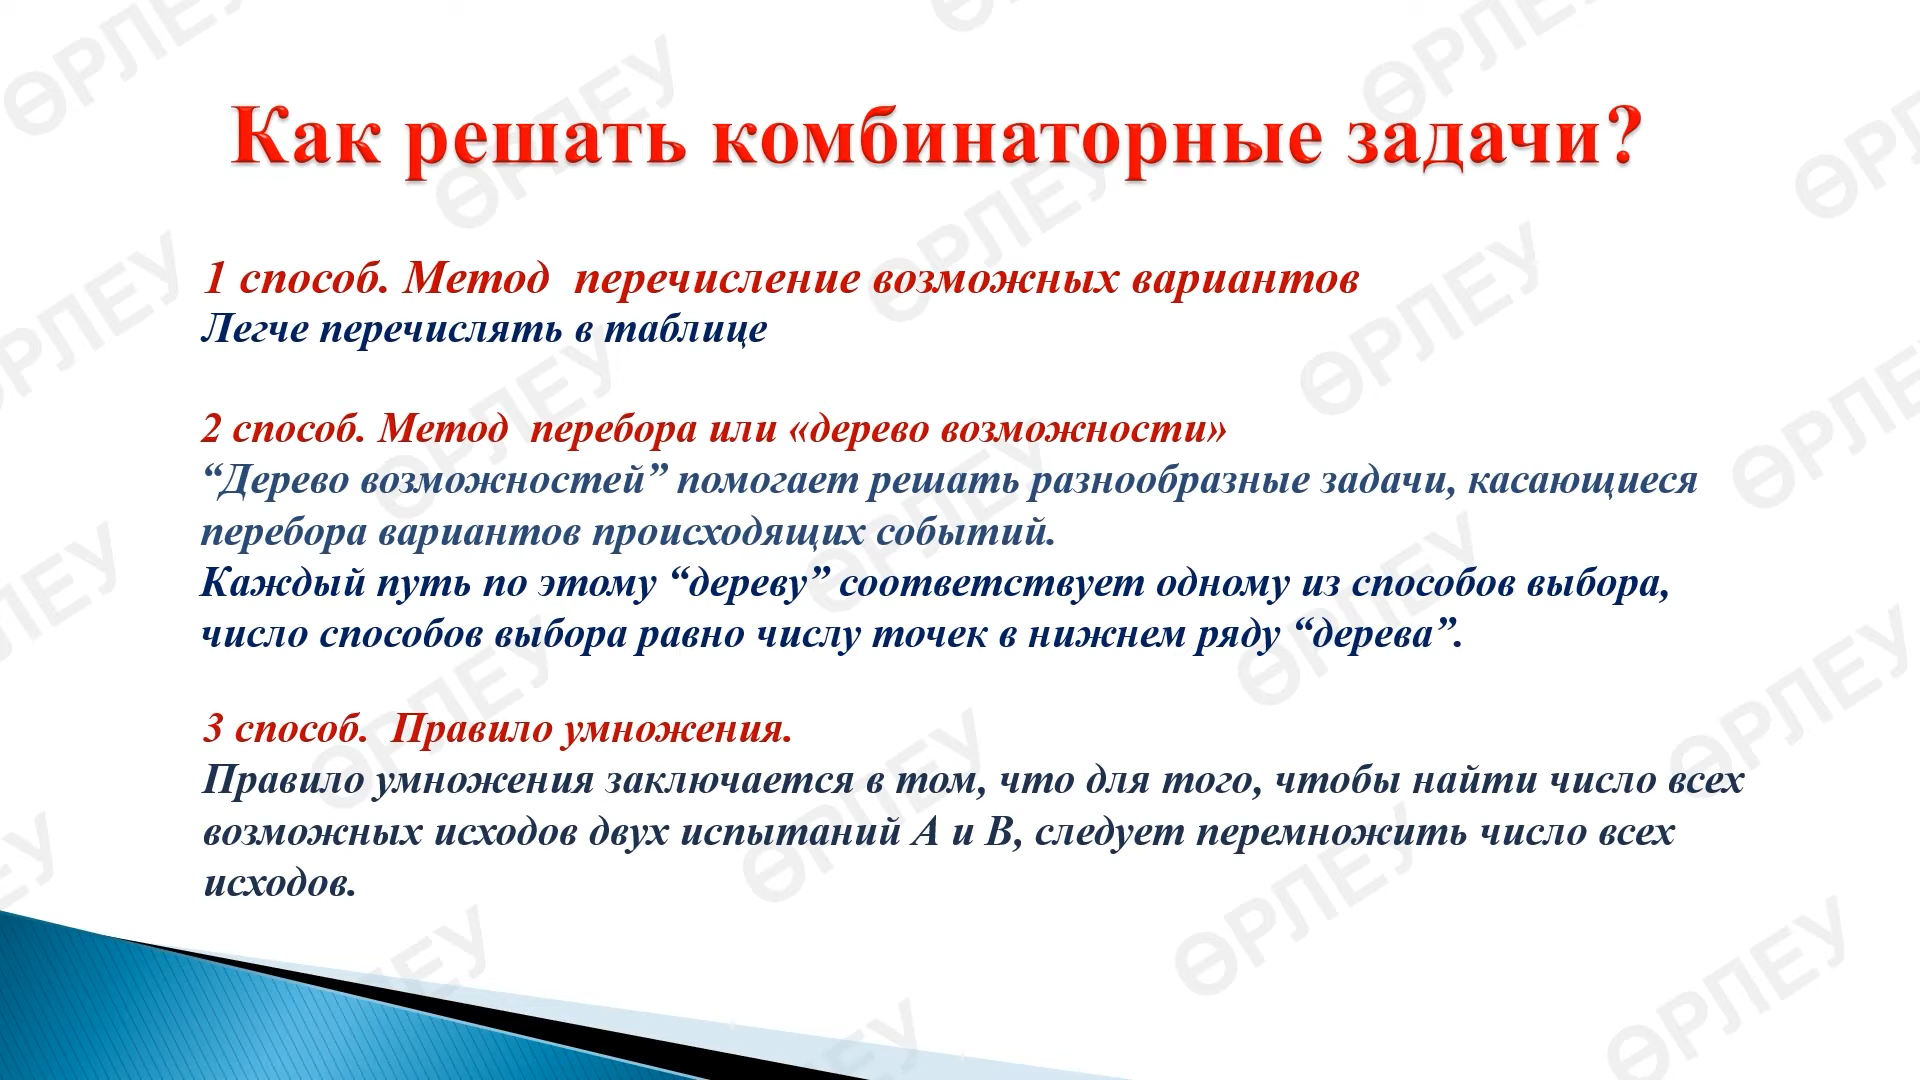 Как решать комбинаторные задачи?
1 способ. Метод перечисление возможных вариантов
Легче перечислять в таблице
2 способ. Метод перебора или «дерево возможности»
“Дерево возможностей” помогает решать разнообразные задачи, касающиеся
перебора вариантов происходящих событий.
Каждый путь по этому “дереву” соответствует одному из способов выбора,
число способов выбора равно числу точек в нижнем ряду “дерева”.
3 способ. Правило умножения.
Правило умножения заключается в том, что для того, чтобы найти число всех
возможных исходов двух испытаний А и В, следует перемножить число всех
исходов.
ӨРЛЕУ